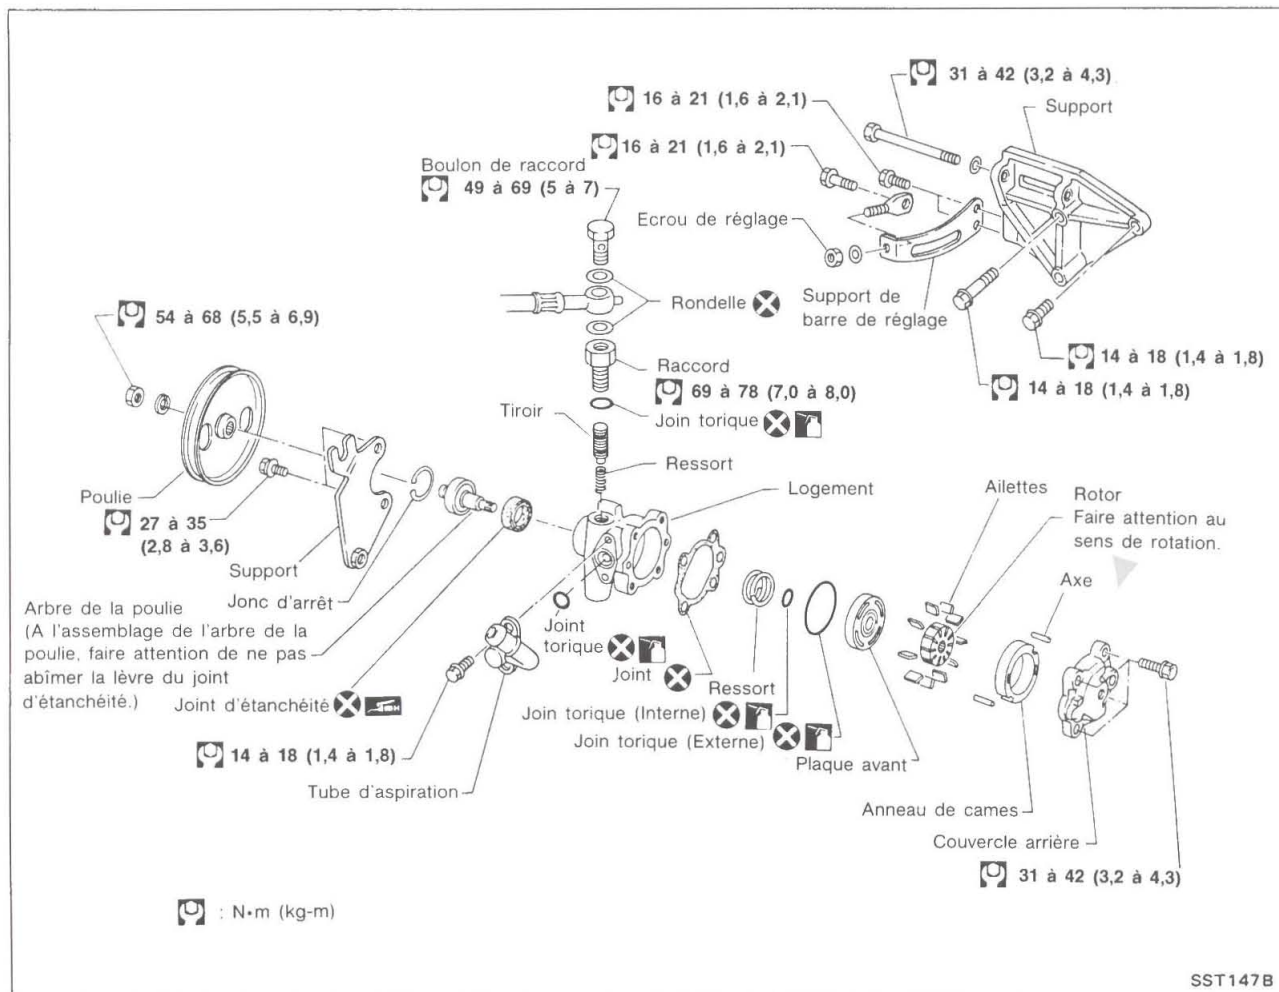 31 à 42 (3,2 à 4,3)
Support
16 à 21 (1,6 à 2,1)
16 à 21 (1,6 à 2,1)
Boulon de raccord
49 à 69 (5 à 7)
Ecrou de réglage
Rondelle
Support de
barre de réglage
54 à 68 (5,5 à 6,9)
14 à 18 (1,4 à 1,8)
14 à 18 (1,4 à 1,8)
Raccord
69 à 78 (7,0 à 8,0)
Join torique
Tiroir
Ressort
Logement
Ailettes
Rotor
Faire attention au
sens de rotation.
Axe
Poulie
27 à 35
(2,8 à 3,6)
Support
Jonc d'arrêt
Arbre de la poulie
(A l'assemblage de l'arbre de la
poulie, faire attention de ne pas
abîmer la lèvre du joint
d'étanchéité.)
Joint d'étanchéité
Joint
torique
Joint
Ressort
Join torique (Interne)
Join torique (Externe)
Plaque avant
14 à 18 (1,4 à 1,8)
Tube d'aspiration
Anneau de cames
Couvercle arrière
31 à 42 (3,2 à 4,3)
: N•m (kg-m)
SST147B